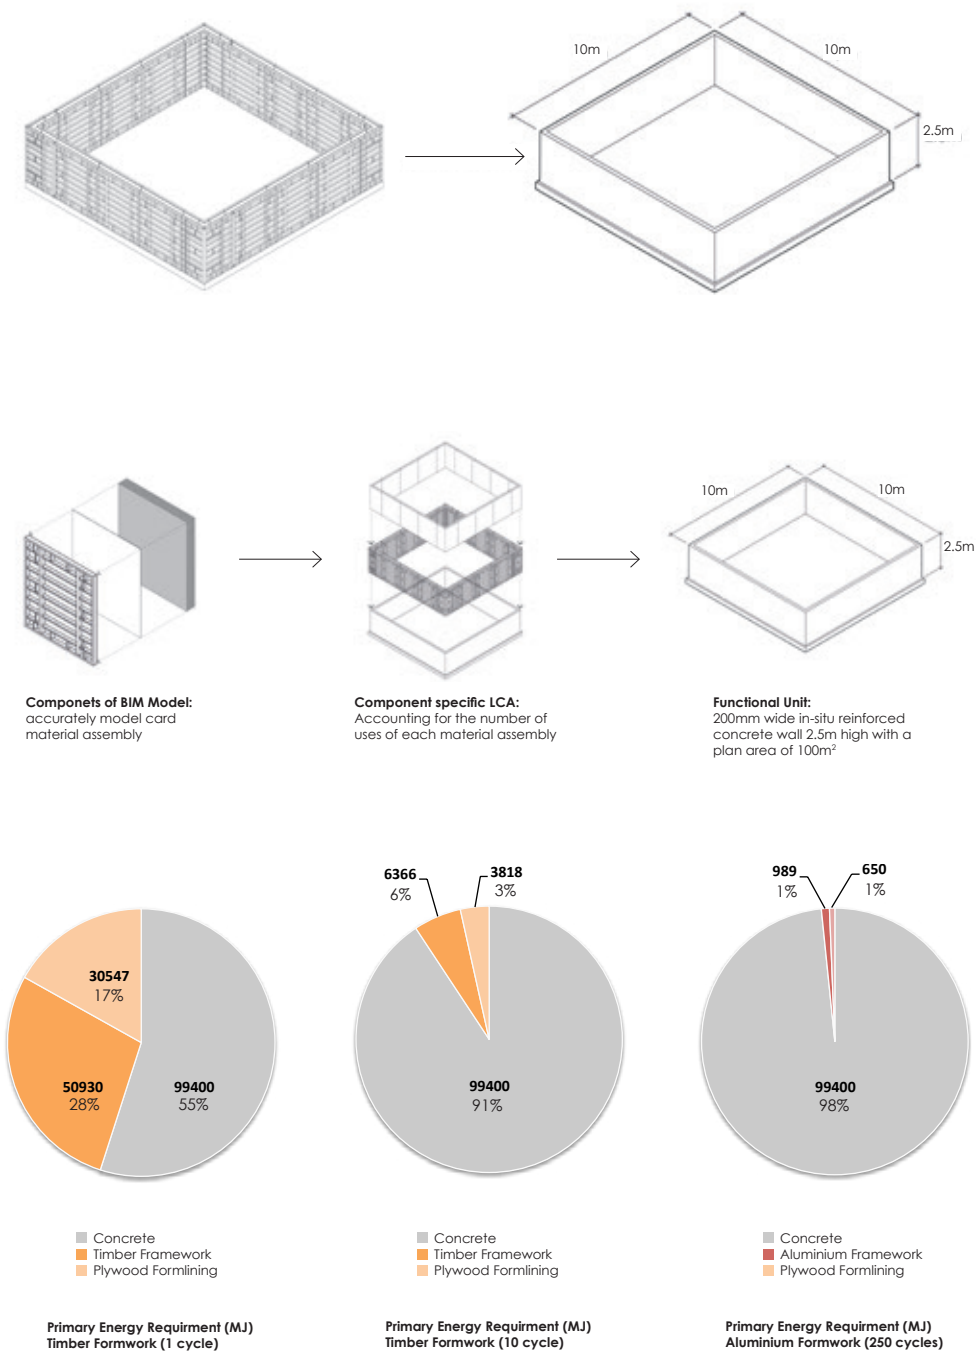 10m
10m
2.5m
10m
10m
2.5m
Componets of BIM Model:
accurately model card
material assembly
Component specific LCA:
Accounting for the number of
uses of each material assembly
Functional Unit:
200mm wide in-situ reinforced
concrete wall 2.5m high with a
plan area of 100m²
30547
17%
50930
28%
99400
55%
6366
6%
3818
3%
99400
91%
989
1%
650
1%
99400
98%
Concrete
Timber Framework
Plywood Formlining
Concrete
Timber Framework
Plywood Formlining
Concrete
Aluminium Framework
Plywood Formlining
Primary Energy Requirment (MJ)
Timber Formwork (1 cycle)
Primary Energy Requirment (MJ)
Timber Formwork (10 cycle)
Primary Energy Requirment (MJ)
Aluminium Formwork (250 cycles)